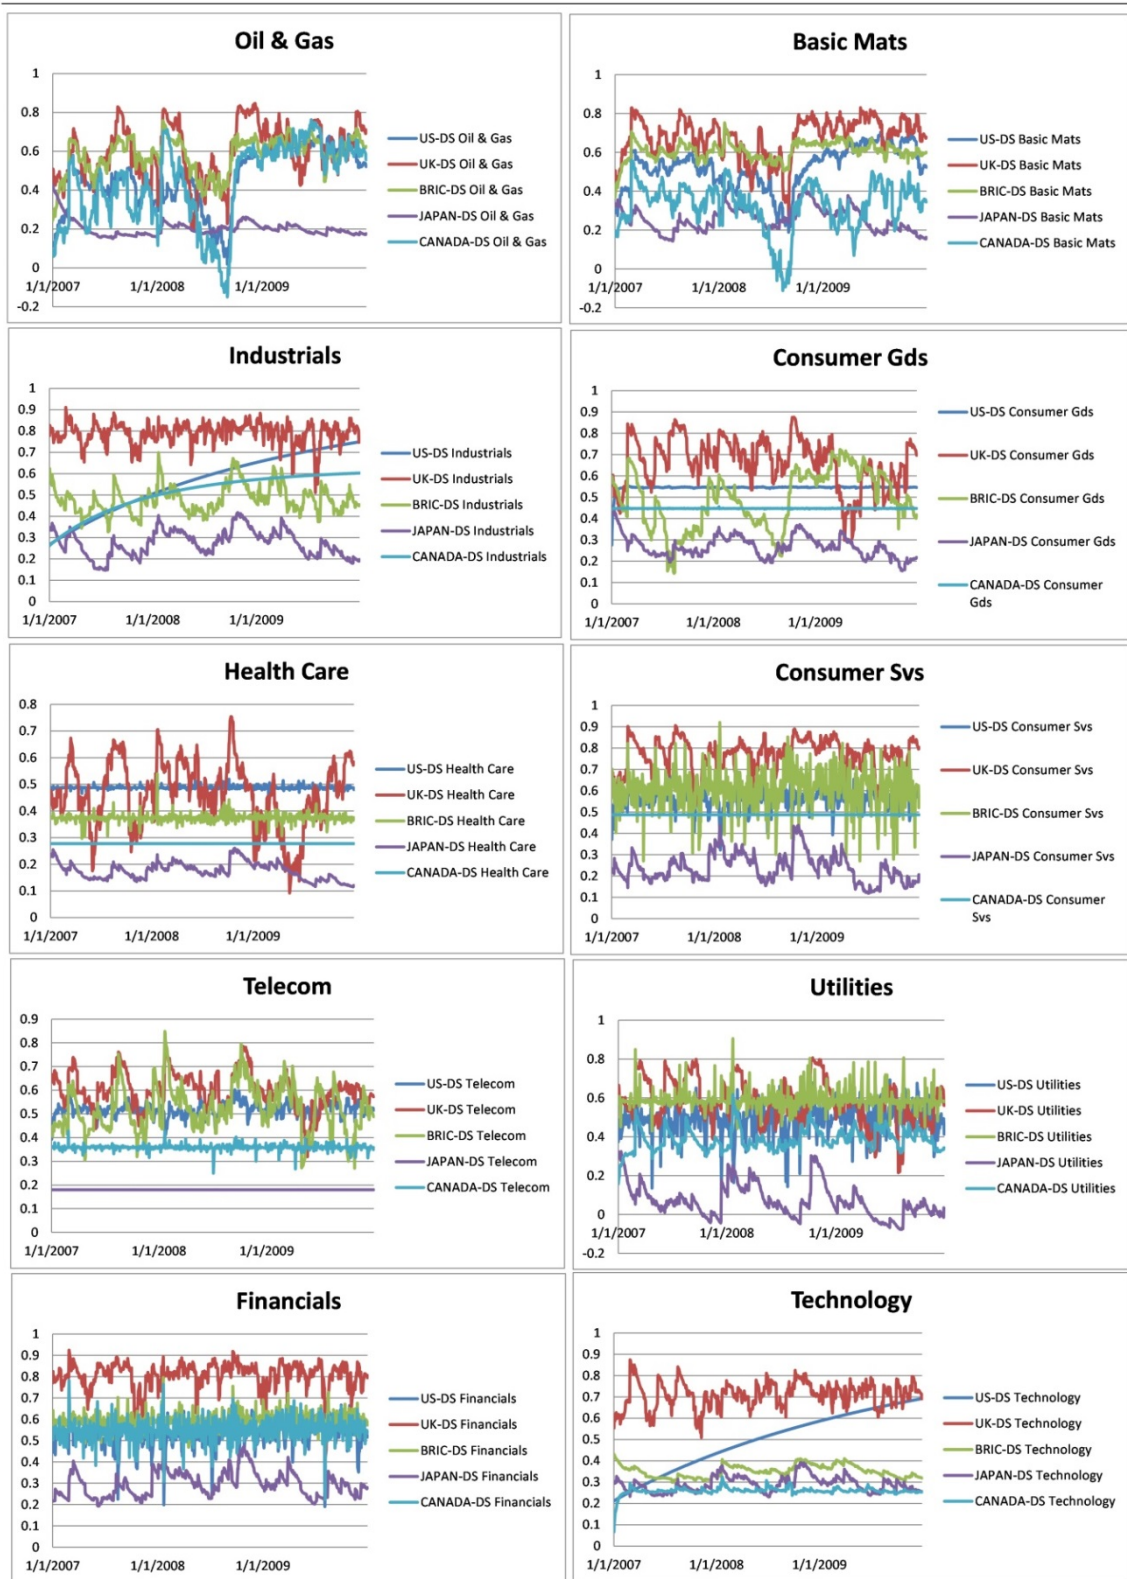 Oil & Gas
1
0.8
0.6
0.4
0.2
0
-0.2
1/1/2007 1/1/2008 1/1/2009
US-DS Oil & Gas
UK-DS Oil & Gas
BRIC-DS Oil & Gas
JAPAN-DS Oil & Gas
CANADA-DS Oil & Gas
Basic Mats
1
0.8
0.6
0.4
0.2
0
-0.2
1/1/2007 1/1/2008 1/1/2009
US-DS Basic Mats
UK-DS Basic Mats
BRIC-DS Basic Mats
JAPAN-DS Basic Mats
CANADA-DS Basic Mats
Industrials
1
0.9
0.8
0.7
0.6
0.5
0.4
0.3
0.2
0.1
0
1/1/2007 1/1/2008 1/1/2009
US-DS Industrials
UK-DS Industrials
BRIC-DS Industrials
JAPAN-DS Industrials
CANADA-DS Industrials
Consumer Gds
1
0.9
0.8
0.7
0.6
0.5
0.4
0.3
0.2
0.1
0
1/1/2007 1/1/2008 1/1/2009
US-DS Consumer Gds
UK-DS Consumer Gds
BRIC-DS Consumer Gds
JAPAN-DS Consumer Gds
CANADA-DS Consumer
Gds
Health Care
0.8
0.7
0.6
0.5
0.4
0.3
0.2
0.1
0
1/1/2007 1/1/2008 1/1/2009
US-DS Health Care
UK-DS Health Care
BRIC-DS Health Care
JAPAN-DS Health Care
CANADA-DS Health Care
Consumer Svs
1
0.9
0.8
0.7
0.6
0.5
0.4
0.3
0.2
0.1
0
1/1/2007 1/1/2008 1/1/2009
US-DS Consumer Svs
UK-DS Consumer Svs
BRIC-DS Consumer Svs
JAPAN-DS Consumer Svs
CANADA-DS Consumer
Svs
Telecom
0.9
0.8
0.7
0.6
0.5
0.4
0.3
0.2
0.1
0
1/1/2007 1/1/2008 1/1/2009
US-DS Telecom
UK-DS Telecom
BRIC-DS Telecom
JAPAN-DS Telecom
CANADA-DS Telecom
Utilities
1
0.8
0.6
0.4
0.2
0
-0.2
1/1/2007 1/1/2008 1/1/2009
US-DS Utilities
UK-DS Utilities
BRIC-DS Utilities
JAPAN-DS Utilities
CANADA-DS Utilities
Financials
1
0.9
0.8
0.7
0.6
0.5
0.4
0.3
0.2
0.1
0
1/1/2007 1/1/2008 1/1/2009
US-DS Financials
UK-DS Financials
BRIC-DS Financials
JAPAN-DS Financials
CANADA-DS Financials
Technology
1
0.9
0.8
0.7
0.6
0.5
0.4
0.3
0.2
0.1
0
1/1/2007 1/1/2008 1/1/2009
US-DS Technology
UK-DS Technology
BRIC-DS Technology
JAPAN-DS Technology
CANADA-DS Technology